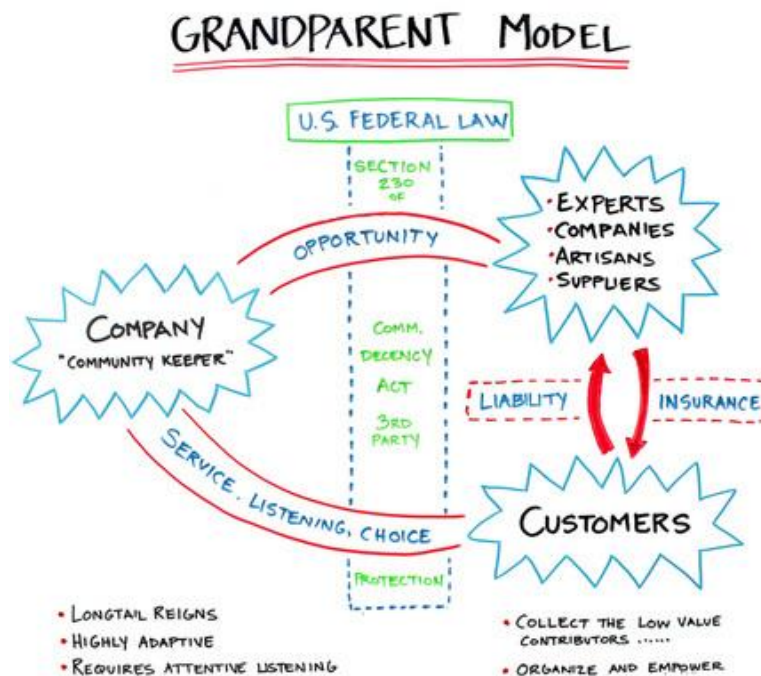 GRANDPARENT MODEL
U.S. FEDERAL LAW
SECTION
230
OF
OPPORTUNITY
• EXPERTS
• COMPANIES
• ARTISANS
• SUPPLIERS
COMPANY
"COMMUNITY KEEPER"
COMM.
DECENCY
ACT
3RD
PARTY
LIABILITY
INSURANCE
SERVICE, LISTENING, CHOICE
CUSTOMERS
PROTECTION
• LONGTAIL REIGNS
• HIGHLY ADAPTIVE
• REQUIRES ATTENTIVE LISTENING
• COLLECT THE LOW VALUE
CONTRIBUTORS ......
• ORGANIZE AND EMPOWER